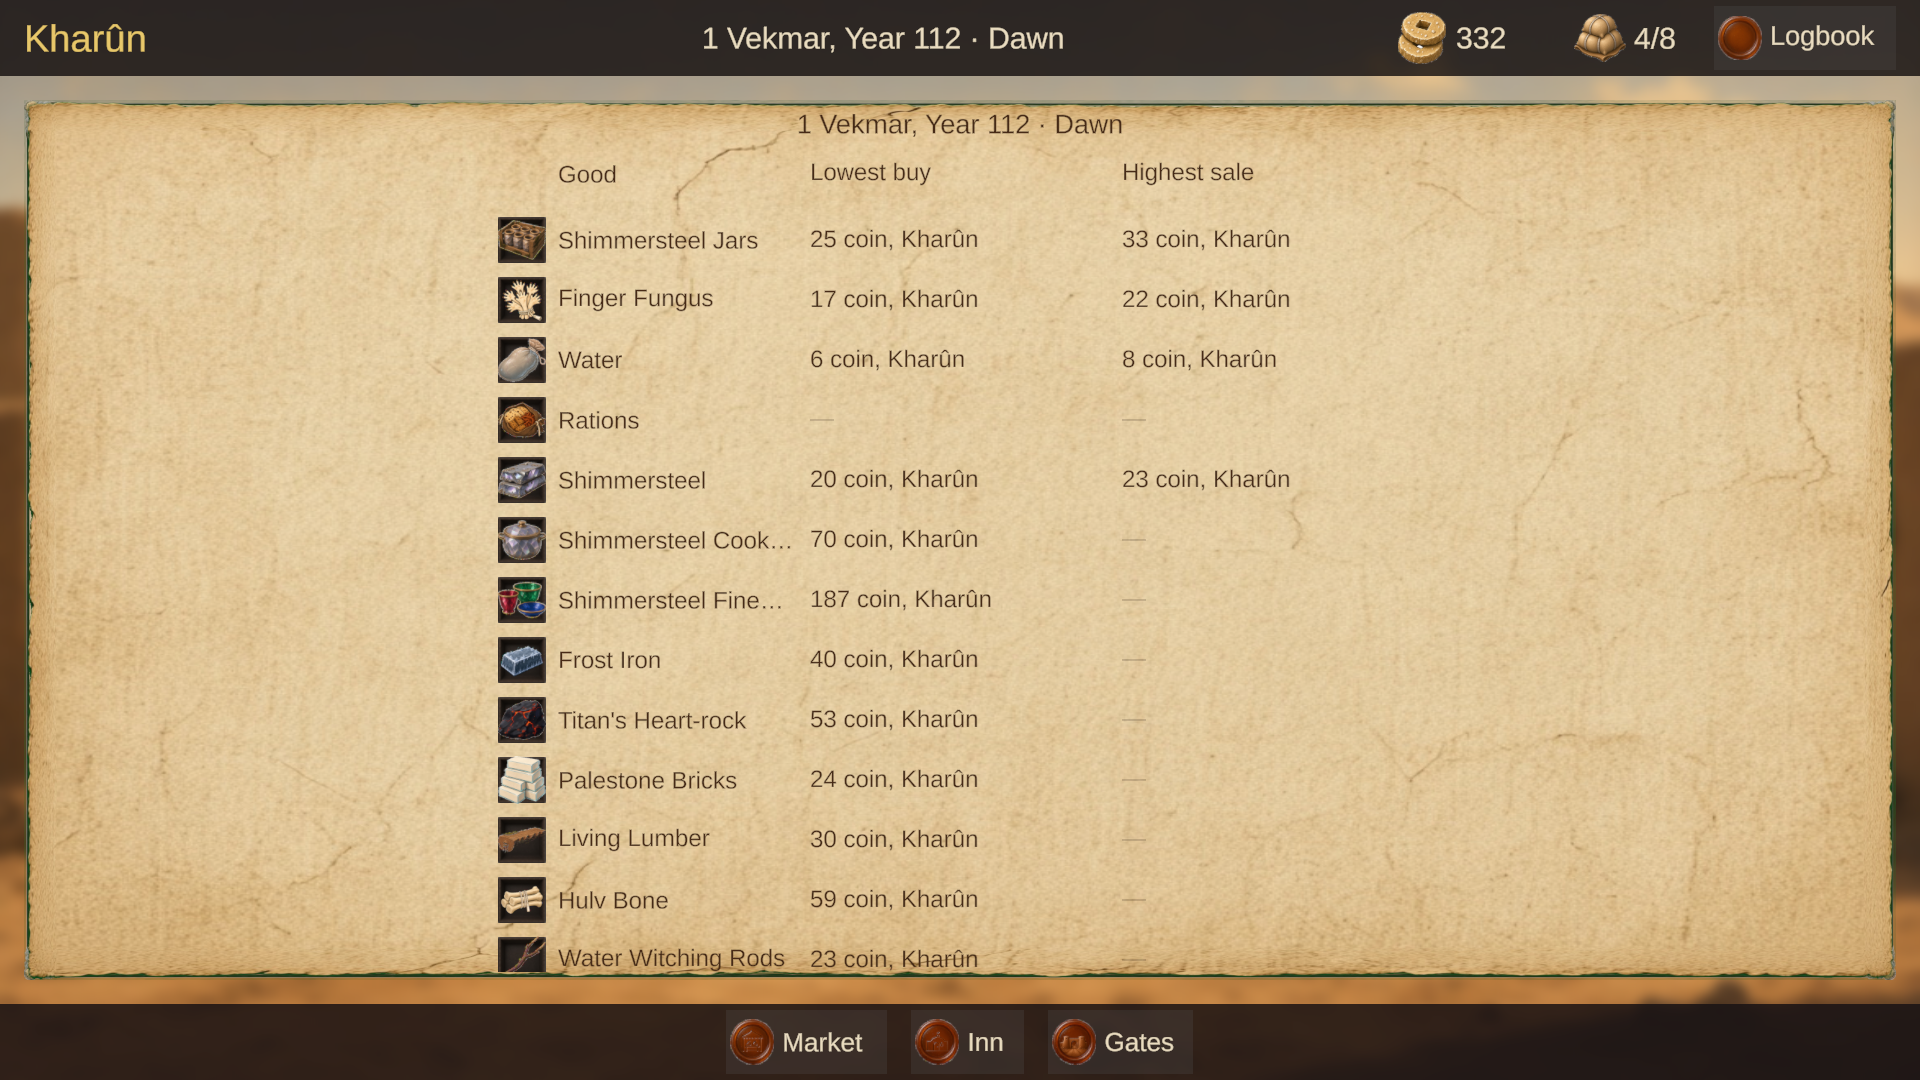 Kharûn
1 Vekmar, Year 112 · Dawn
332
4/8
Logbook
1 Vekmar, Year 112 · Dawn
Good Lowest buy Highest sale
Shimmersteel Jars 25 coin, Kharûn 33 coin, Kharûn
Finger Fungus 17 coin, Kharûn 22 coin, Kharûn
Water 6 coin, Kharûn 8 coin, Kharûn
Rations — —
Shimmersteel 20 coin, Kharûn 23 coin, Kharûn
Shimmersteel Cook... 70 coin, Kharûn —
Shimmersteel Fine... 187 coin, Kharûn —
Frost Iron 40 coin, Kharûn —
Titan's Heart-rock 53 coin, Kharûn —
Palestone Bricks 24 coin, Kharûn —
Living Lumber 30 coin, Kharûn —
Hulv Bone 59 coin, Kharûn —
Water Witching Rods 23 coin, Kharûn —
Market
Inn
Gates